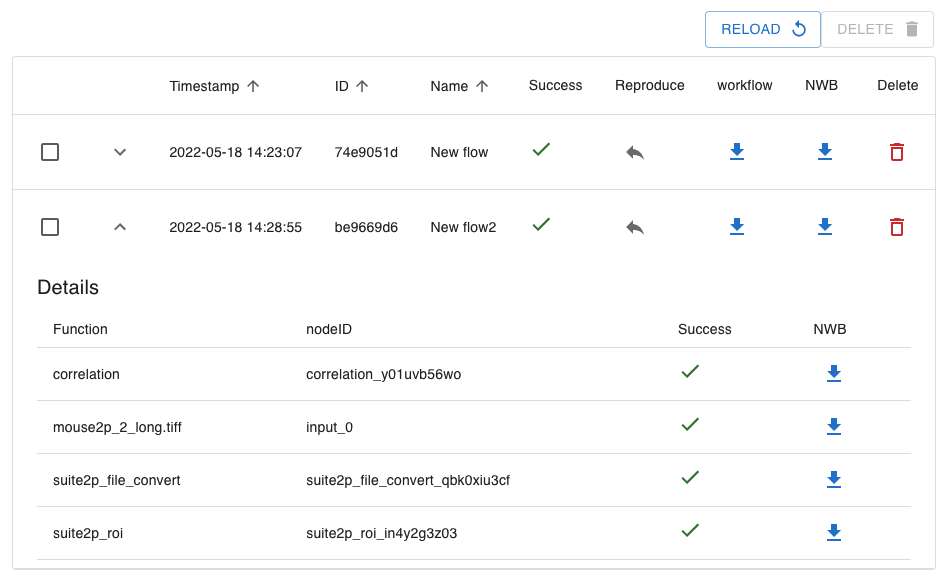 RELOAD DELETE
Timestamp ID Name Success Reproduce workflow NWB Delete
2022-05-18 14:23:07 74e9051d New flow
2022-05-18 14:28:55 be9669d6 New flow2
Details
Function nodeID Success NWB
correlation correlation_y01uvb56wo
mouse2p_2_long.tiff input_0
suite2p_file_convert suite2p_file_convert_qbk0xiu3cf
suite2p_roi suite2p_roi_in4y2g3z03